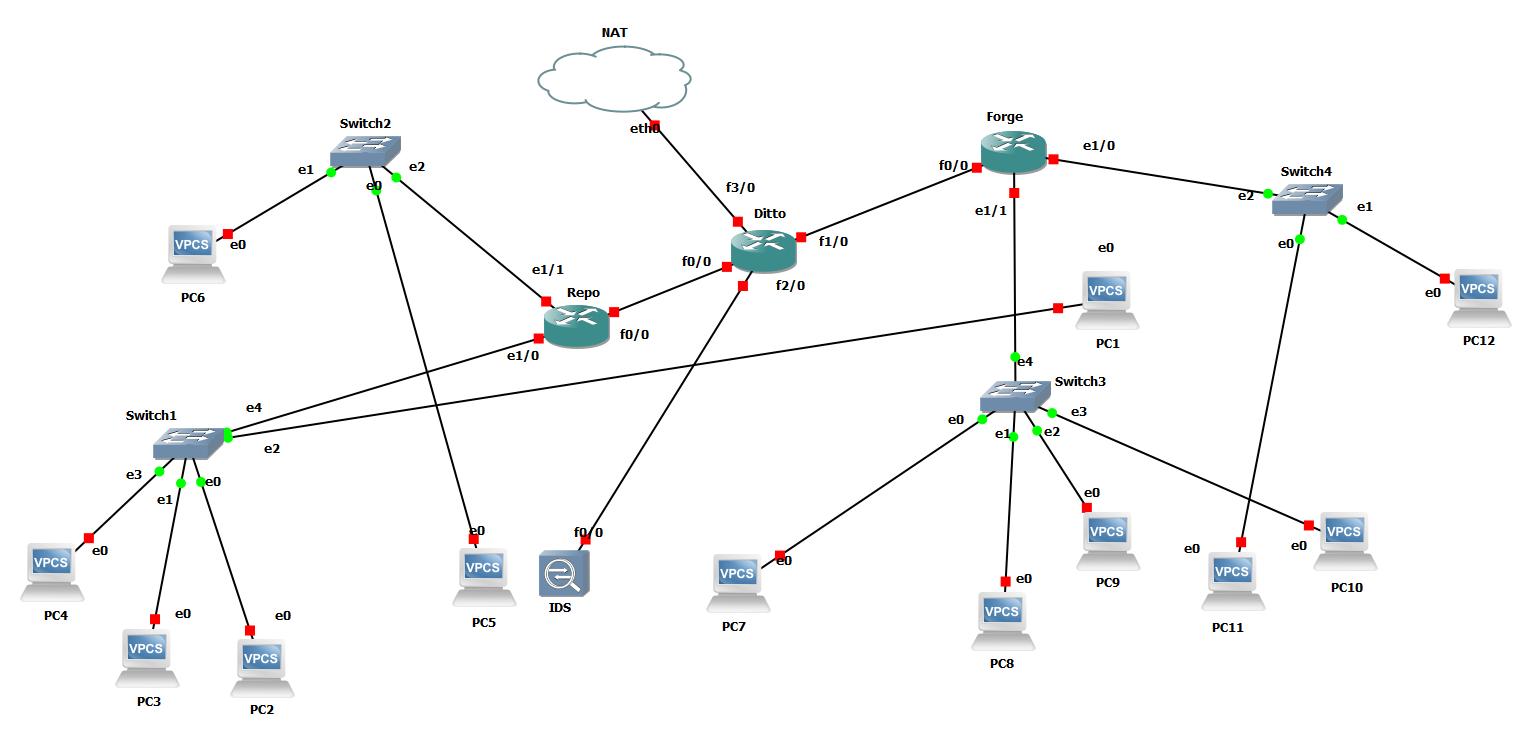 NAT
eth0
Switch2
e1
e0
e2
VPCS
e0
PC6
e1/1
Repo
e1/0
f0/0
f3/0
Ditto
f0/0
f1/0
f2/0
Forge
f0/0
e1/0
e1/1
Switch4
e2
e0
e1
e0
VPCS
PC1
e0
VPCS
PC12
Switch1
e4
e2
e3
e1
e0
e4
Switch3
e0
e1
e2
e3
e0
VPCS
PC4
e0
VPCS
PC3
e0
VPCS
PC2
e0
VPCS
PC5
f0/0
IDS
e0
VPCS
PC7
e0
VPCS
PC8
e0
VPCS
PC9
e0
VPCS
PC11
e0
VPCS
PC10